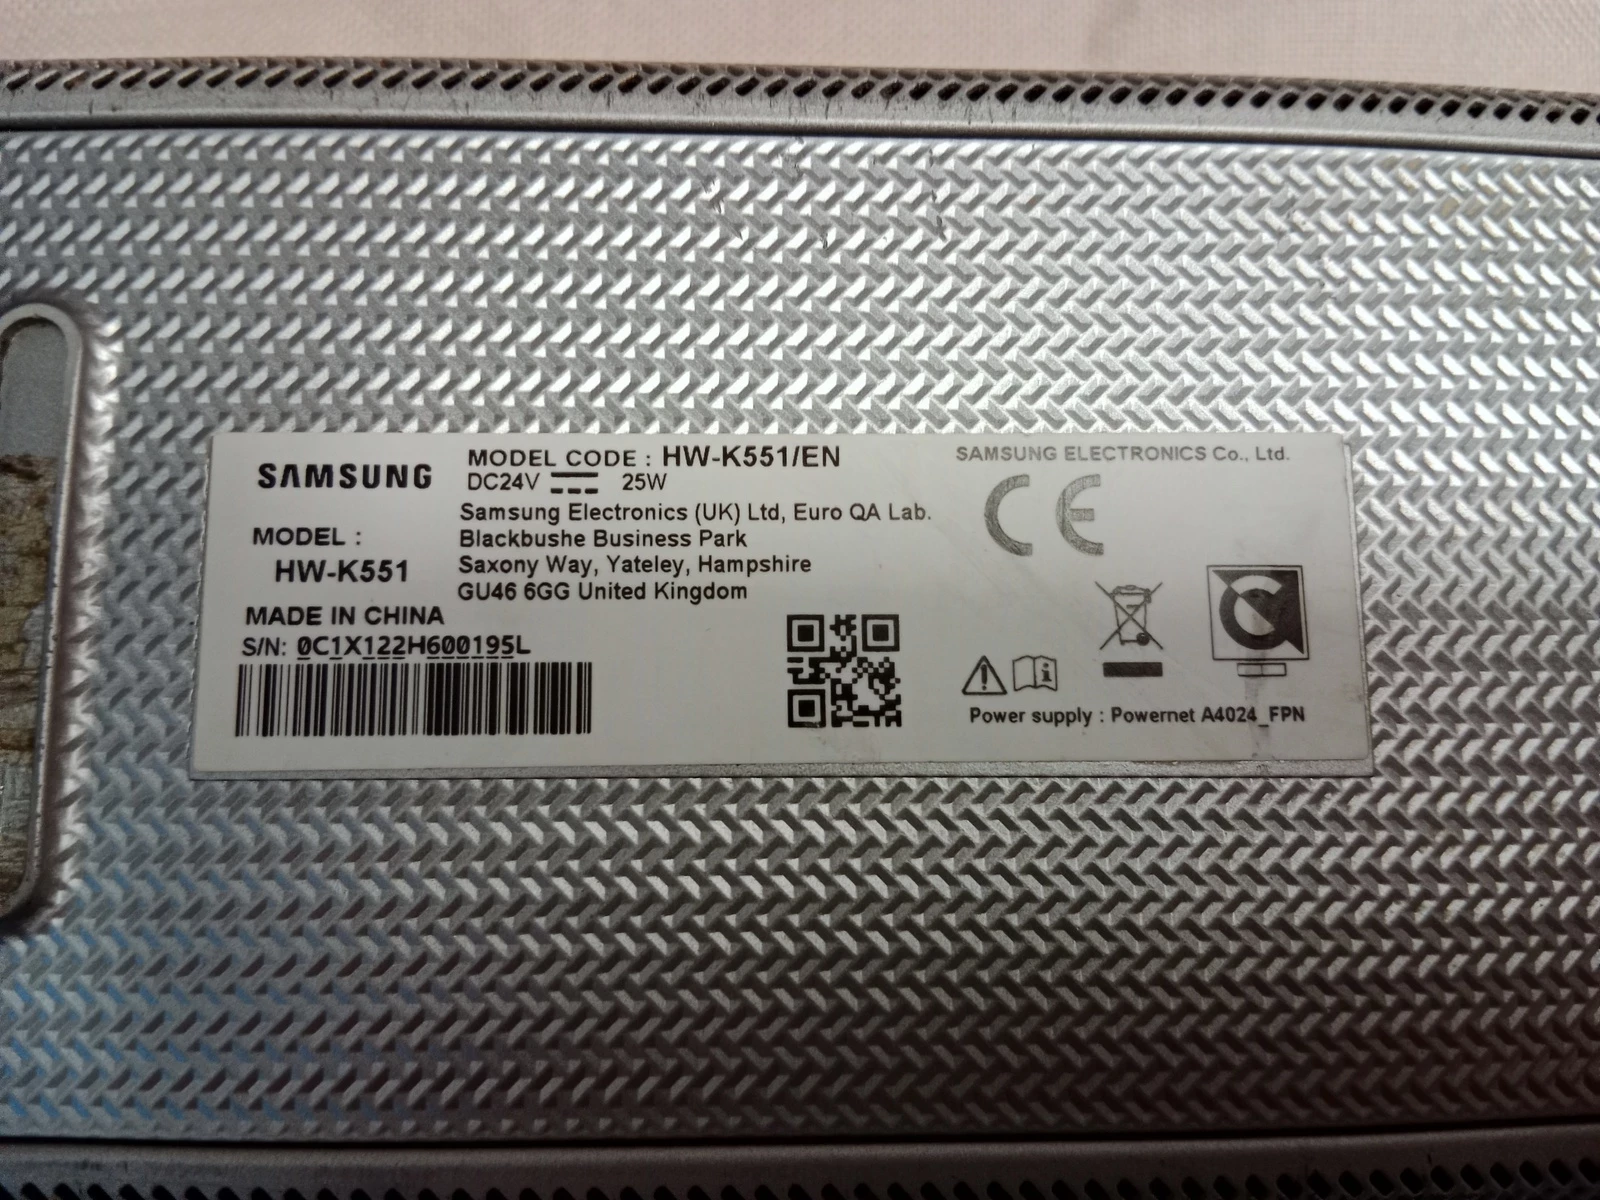 SAMSUNG
MODEL :
HW-K551
MADE IN CHINA
S/N: 0C1X122H600195L
MODEL CODE : HW-K551/EN
DC24V 25W
Samsung Electronics (UK) Ltd, Euro QA Lab.
Blackbushe Business Park
Saxony Way, Yateley, Hampshire
GU46 6GG United Kingdom
SAMSUNG ELECTRONICS Co., Ltd.
CE
Power supply : Powernet A4024_FPN